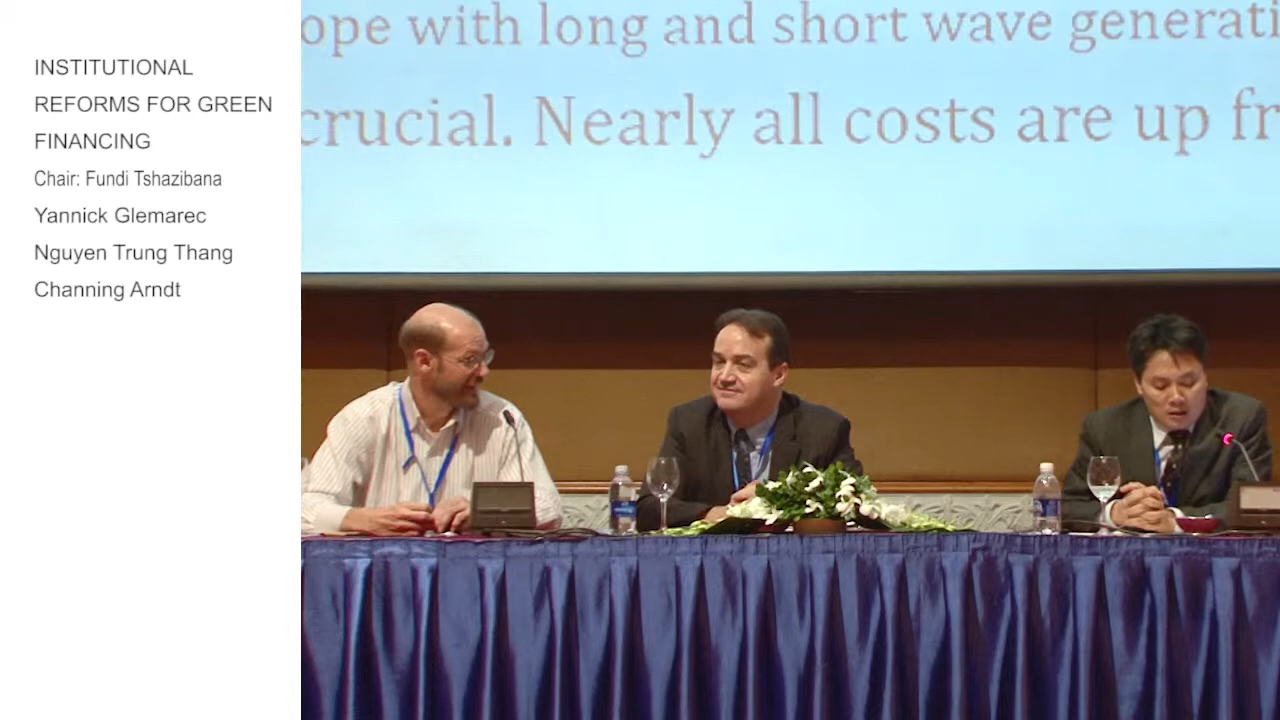 INSTITUTIONAL
REFORMS FOR GREEN
FINANCING
Chair: Fundi Tshazibana
Yannick Glemarec
Nguyen Trung Thang
Channing Arndt
ope with long and short wave generati
crucial. Nearly all costs are up fr